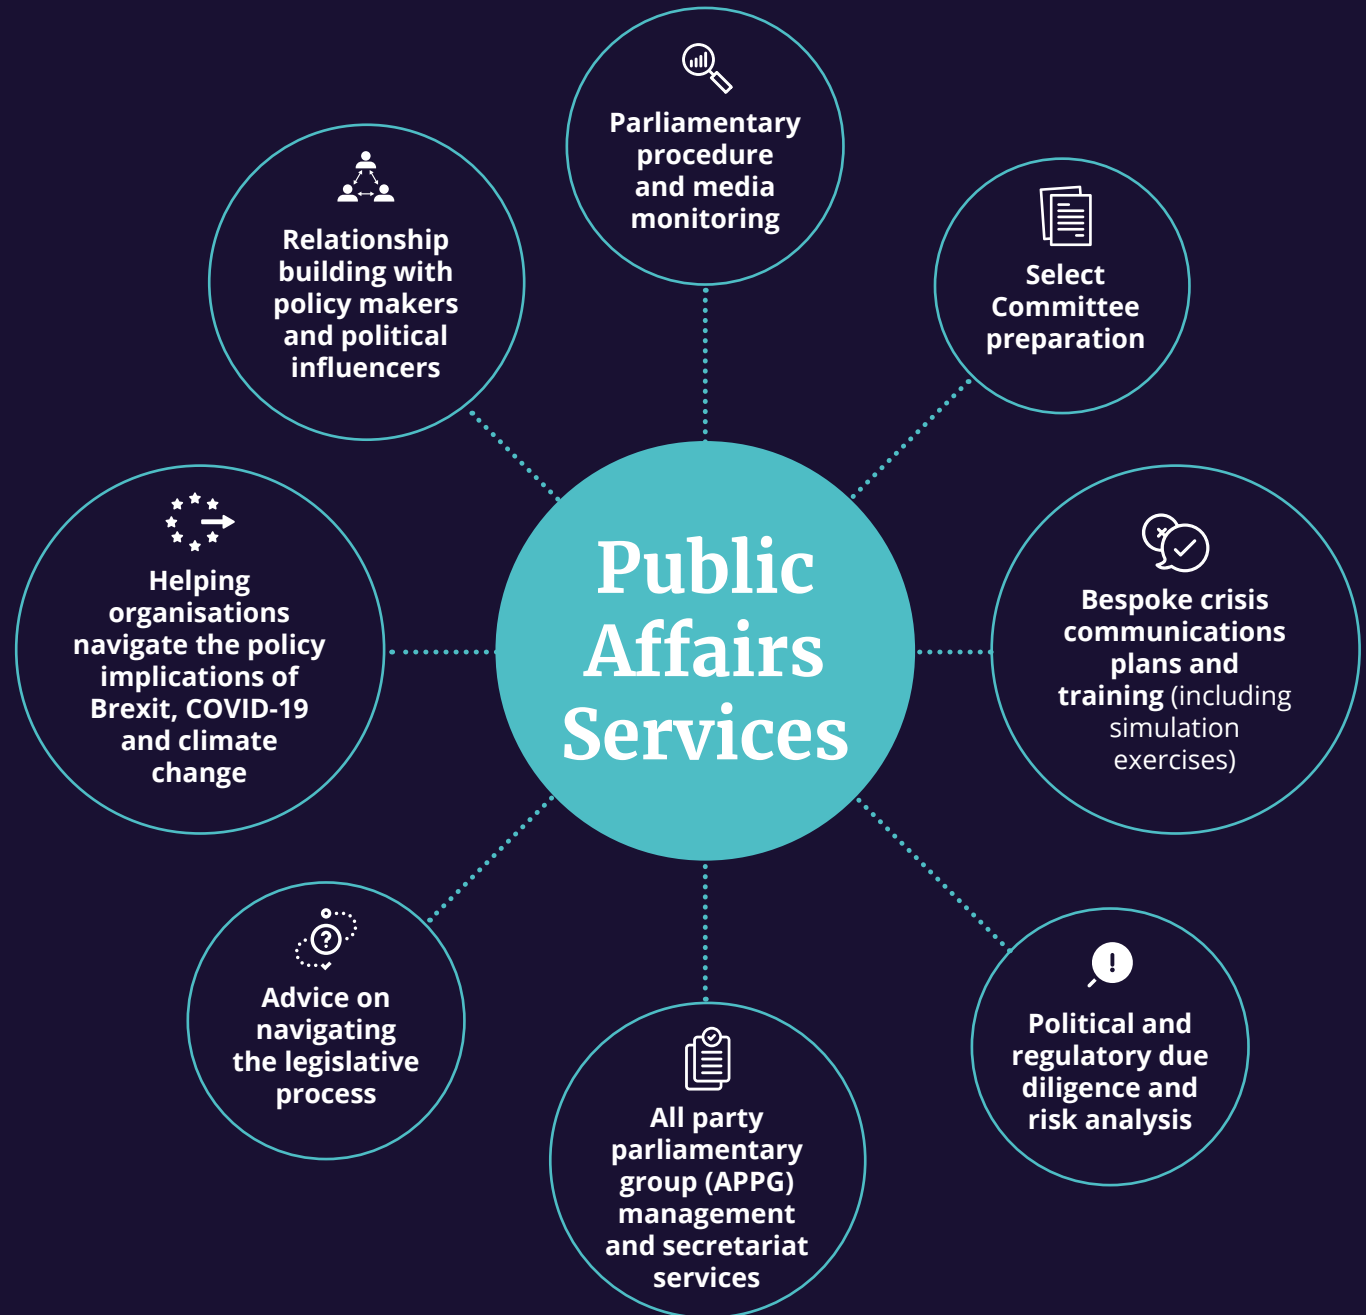 Public
Affairs
Services
Parliamentary
procedure
and media
monitoring
Select
Committee
preparation
Bespoke crisis
communications
plans and
training (including
simulation
exercises)
Political and
regulatory due
diligence and
risk analysis
All party
parliamentary
group (APPG)
management
and secretariat
services
Advice on
navigating
the legislative
process
Helping
organisations
navigate the policy
implications of
Brexit, COVID-19
and climate
change
Relationship
building with
policy makers
and political
influencers